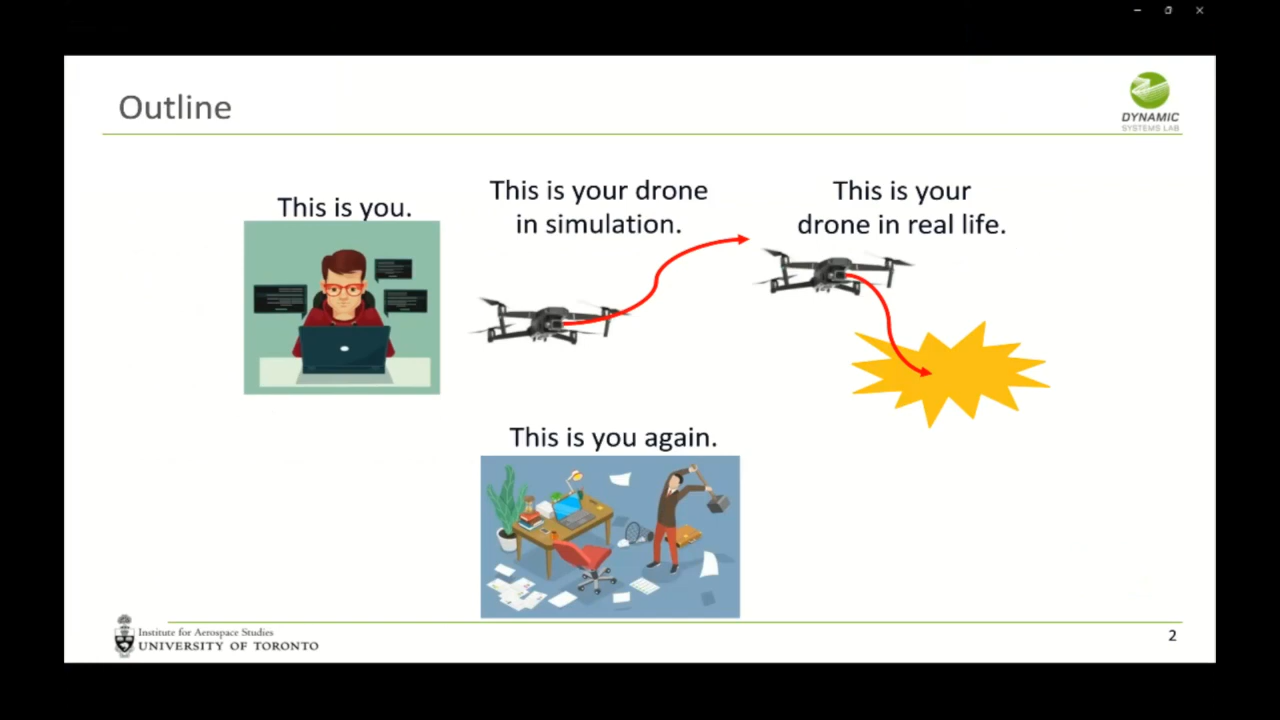 Outline
DYNAMIC
SYSTEMS LAB
This is you.
This is your drone
in simulation.
This is your
drone in real life.
This is you again.
Institute for Aerospace Studies
UNIVERSITY OF TORONTO
2